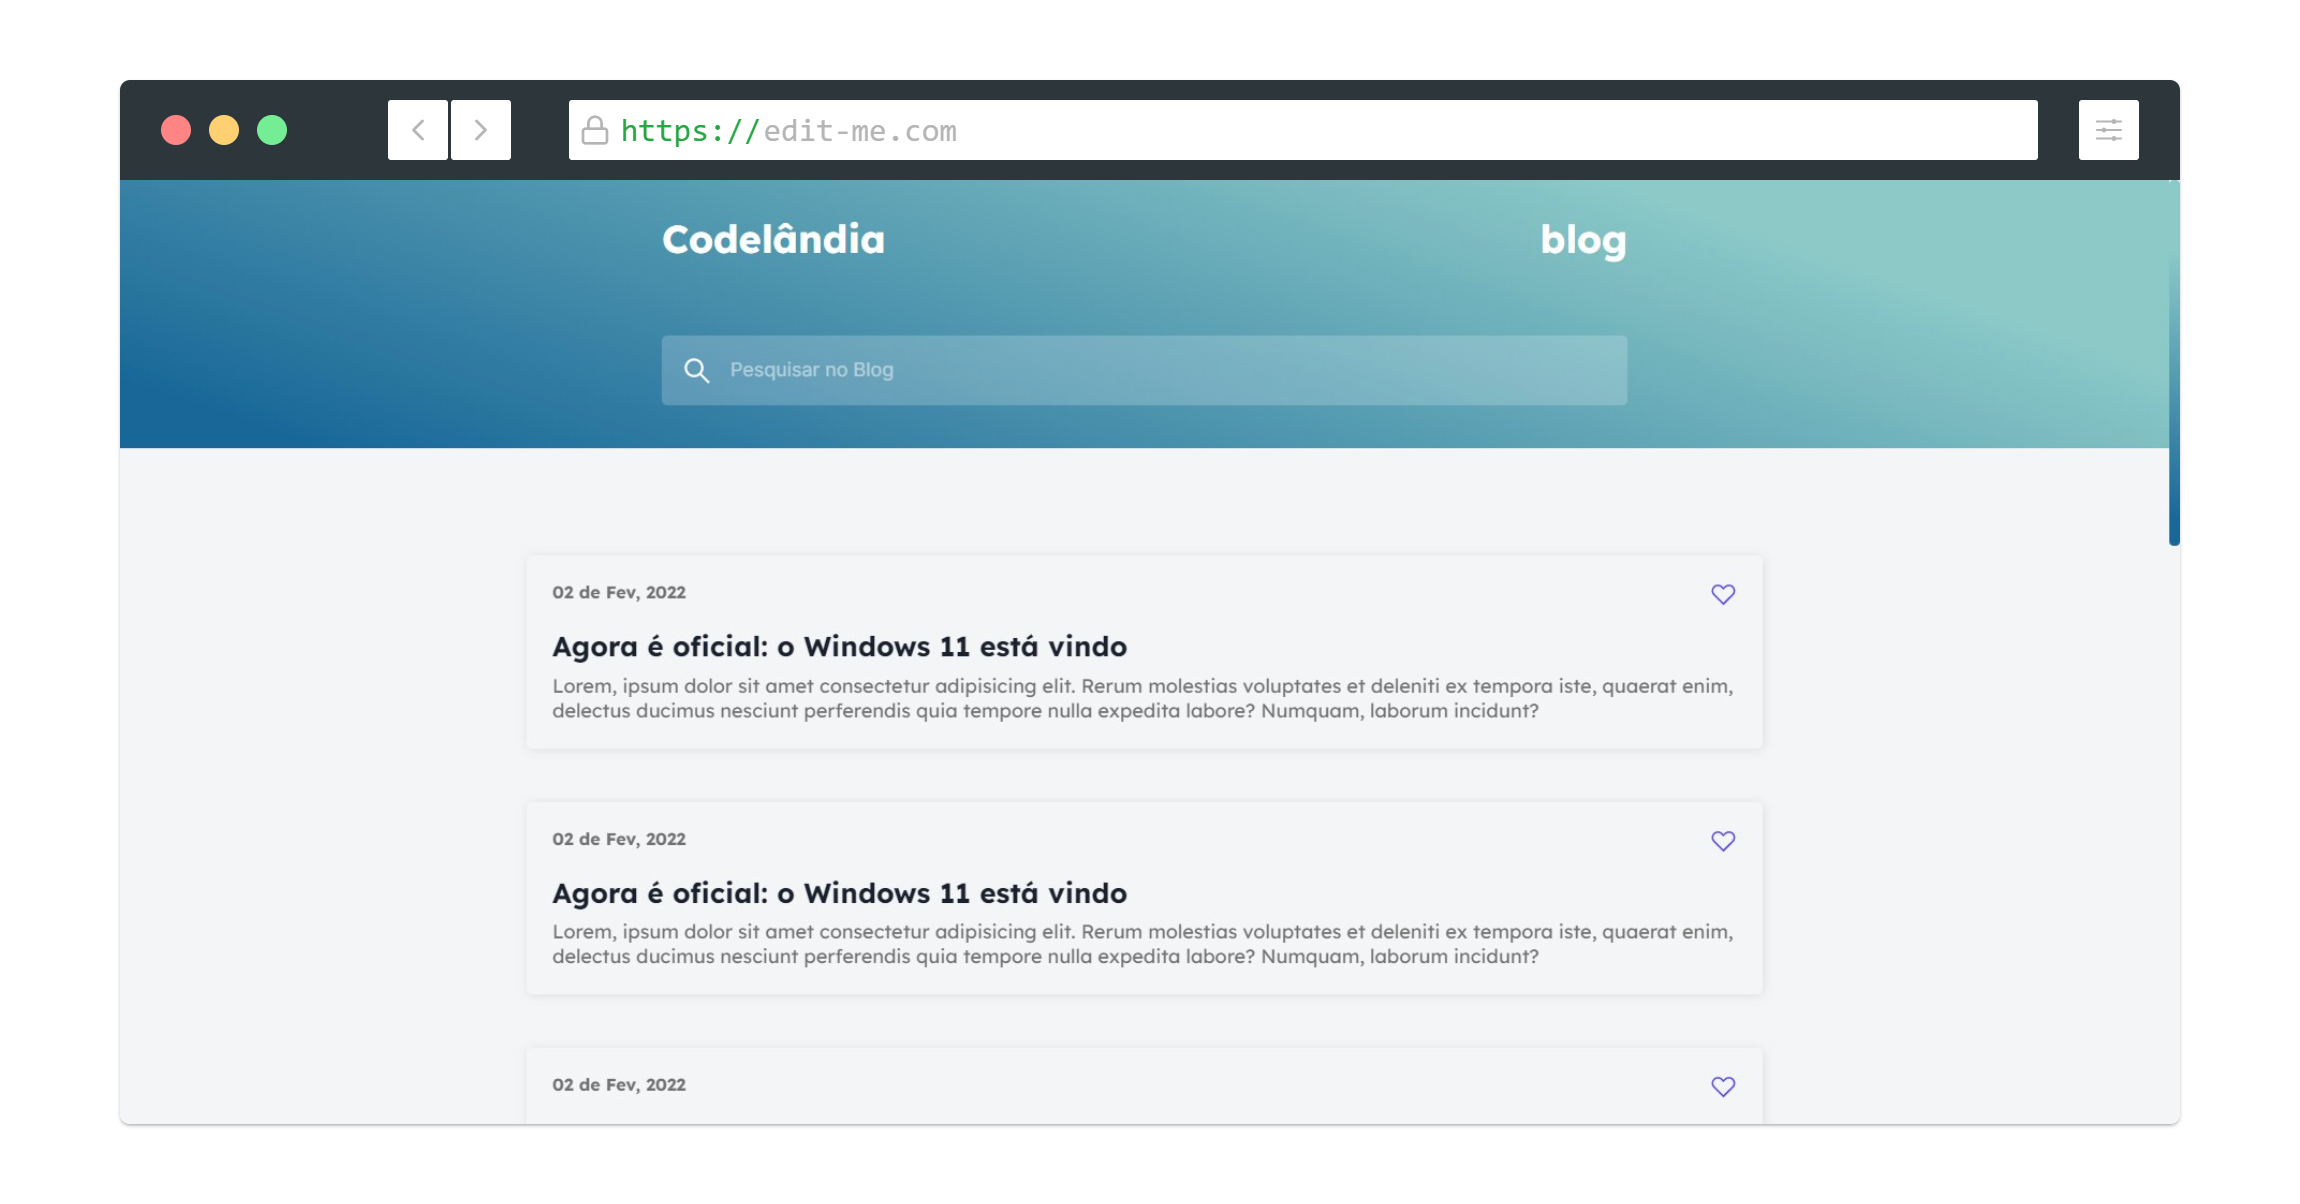 https://edit-me.com
Codelândia
blog
Pesquisar no Blog
02 de Fev, 2022
Agora é oficial: o Windows 11 está vindo
Lorem, ipsum dolor sit amet consectetur adipisicing elit. Rerum molestias voluptates et deleniti ex tempora iste, quaerat enim,
delectus ducimus nesciunt perferendis quia tempore nulla expedita labore? Numquam, laborum incidunt?
02 de Fev, 2022
Agora é oficial: o Windows 11 está vindo
Lorem, ipsum dolor sit amet consectetur adipisicing elit. Rerum molestias voluptates et deleniti ex tempora iste, quaerat enim,
delectus ducimus nesciunt perferendis quia tempore nulla expedita labore? Numquam, laborum incidunt?
02 de Fev, 2022